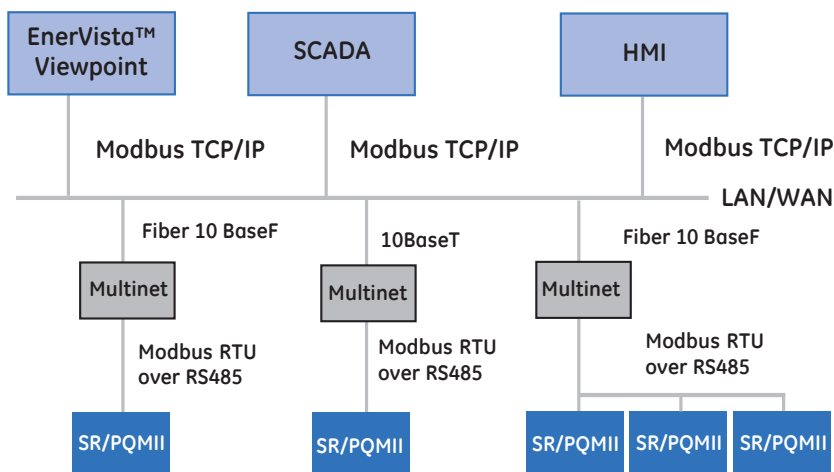 EnerVista™
Viewpoint
SCADA
HMI
Modbus TCP/IP
Modbus TCP/IP
Modbus TCP/IP
LAN/WAN
Fiber 10 BaseF
10BaseT
Fiber 10 BaseF
Multinet
Multinet
Multinet
Modbus RTU
over RS485
Modbus RTU
over RS485
Modbus RTU
over RS485
SR/PQMII
SR/PQMII
SR/PQMII
SR/PQMII
SR/PQMII